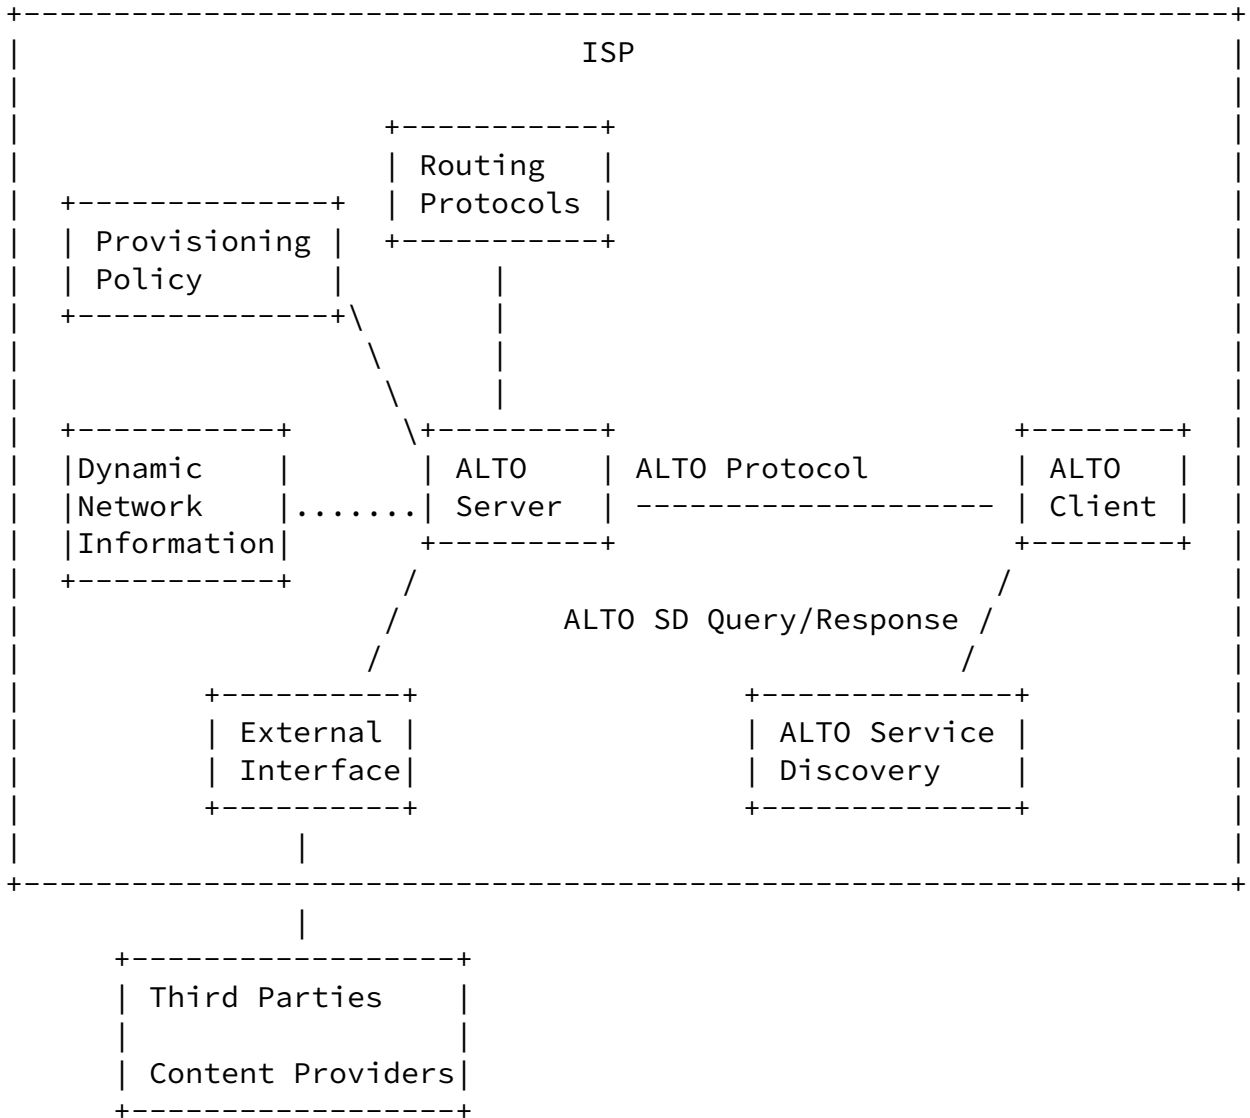 ISP
Routing
Protocols
Provisioning
Policy
Dynamic
Network
Information
ALTO
Server
ALTO Protocol
ALTO
Client
ALTO SD Query/Response
External
Interface
ALTO Service
Discovery
Third Parties
Content Providers